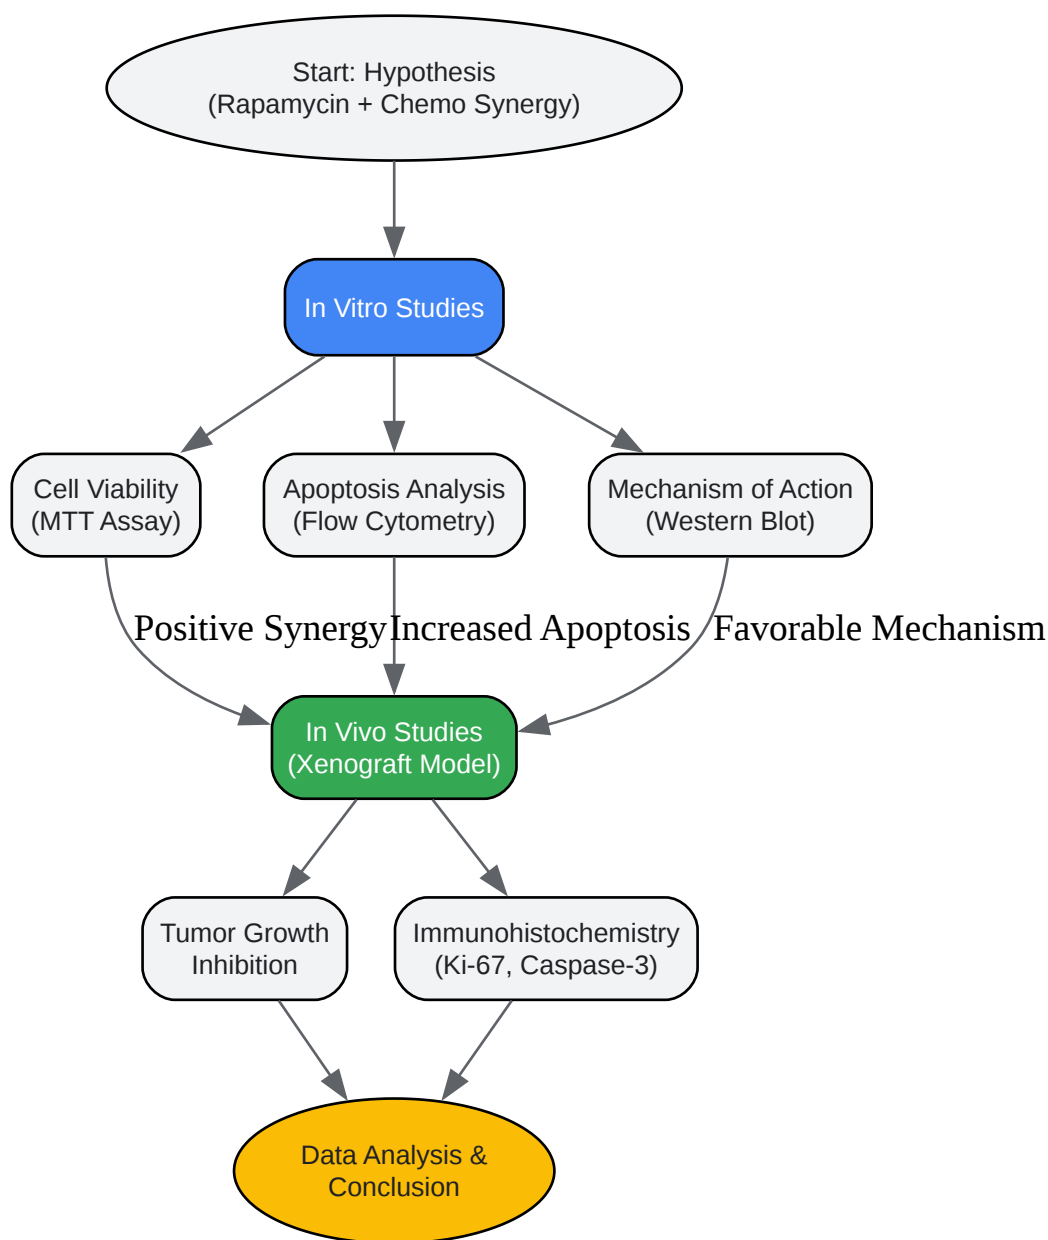 Start: Hypothesis
(Rapamycin + Chemo Synergy)
In Vitro Studies
Cell Viability
(MTT Assay)
Apoptosis Analysis
(Flow Cytometry)
Mechanism of Action
(Western Blot)
Positive Synergy
Increased Apoptosis
Favorable Mechanism
In Vivo Studies
(Xenograft Model)
Tumor Growth
Inhibition
Immunohistochemistry
(Ki-67, Caspase-3)
Data Analysis &
Conclusion